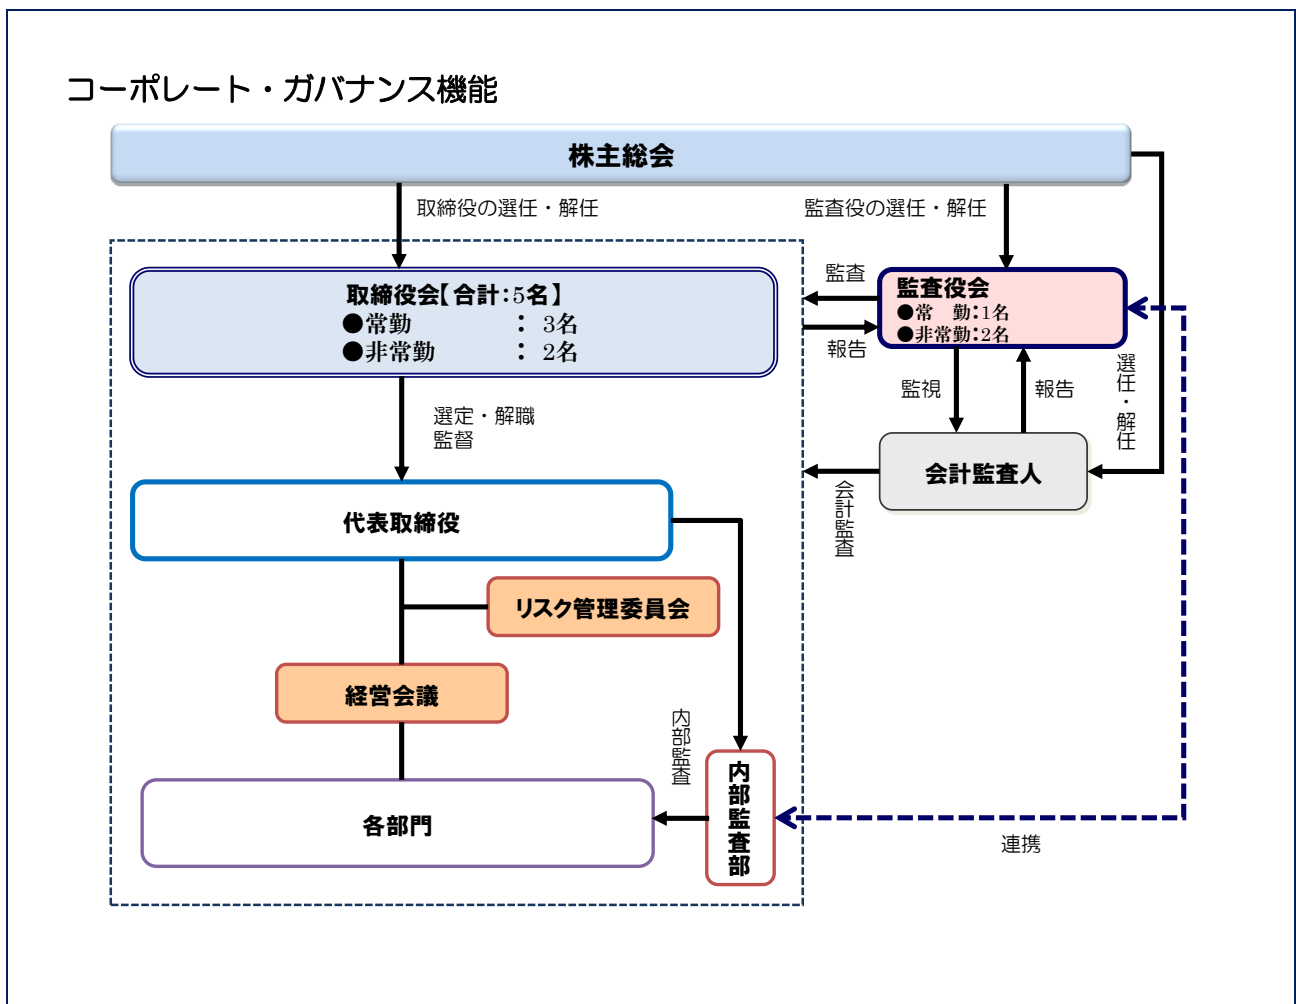 コーポレート・ガバナンス機能
株主総会
取締役の選任・解任
監査役の選任・解任
取締役会【合計:5名】
●常勤 : 3名
●非常勤 : 2名
監査
報告
監査役会
●常 勤:1名
●非常勤:2名
選任・解任
監視
報告
選定・解職
監督
会計監査人
会計監査
代表取締役
リスク管理委員会
経営会議
内部監査
内部監査部
各部門
連携